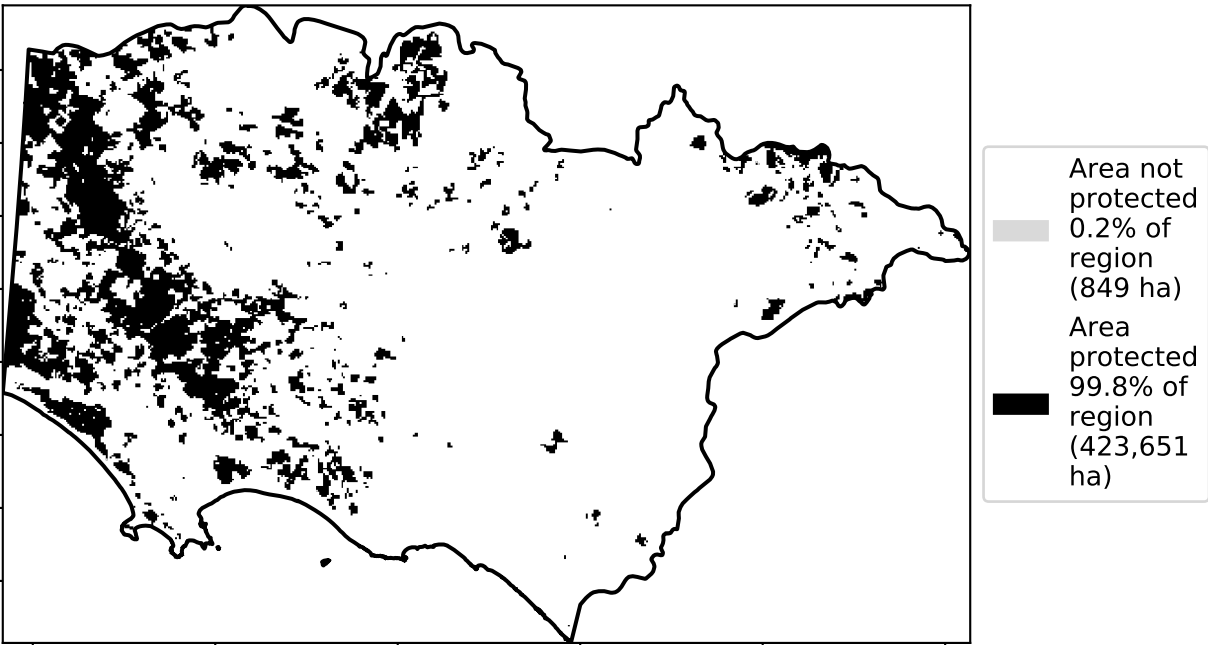 Area not
protected
0.2% of
region
(849 ha)
Area
protected
99.8% of
region
(423,651
ha)